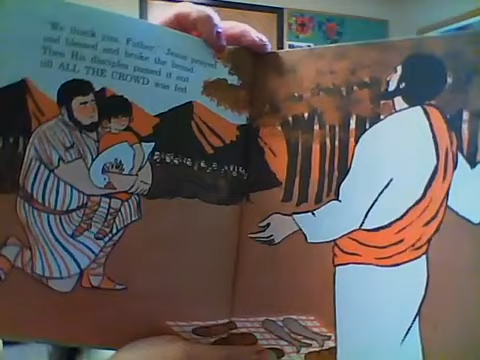 "We thank you, Father," Jesus prayed
and blessed and broke the bread.
Then His disciples passed it out
till ALL THE CROWD was fed.